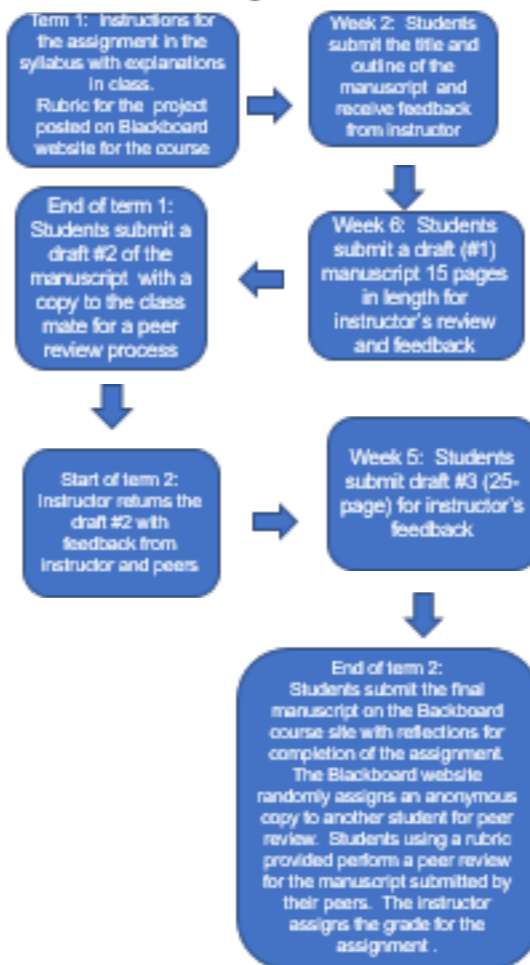 Term 1: Instructions for
the assignment in the
syllabus with explanations
in class.
Rubric for the project
posted on Blackboard
website for the course
Week 2: Students
submit the title and
outline of the
manuscript and
receive feedback
from instructor
Week 6: Students
submit a draft (#1)
manuscript 15 pages
in length for
instructor's review
and feedback
End of term 1:
Students submit a
draft #2 of the
manuscript with a
copy to the class
mate for a peer
review process
Start of term 2:
Instructor returns the
draft #2 with
feedback from
instructor and peers
Week 5: Students
submit draft #3 (25-
page) for instructor's
feedback
End of term 2:
Students submit the final
manuscript on the Backboard
course site with reflections for
completion of the assignment.
The Blackboard website
randomly assigns an anonymous
copy to another student for peer
review. Students using a rubric
provided perform a peer review
for the manuscript submitted by
their peers. The instructor
assigns the grade for the
assignment .